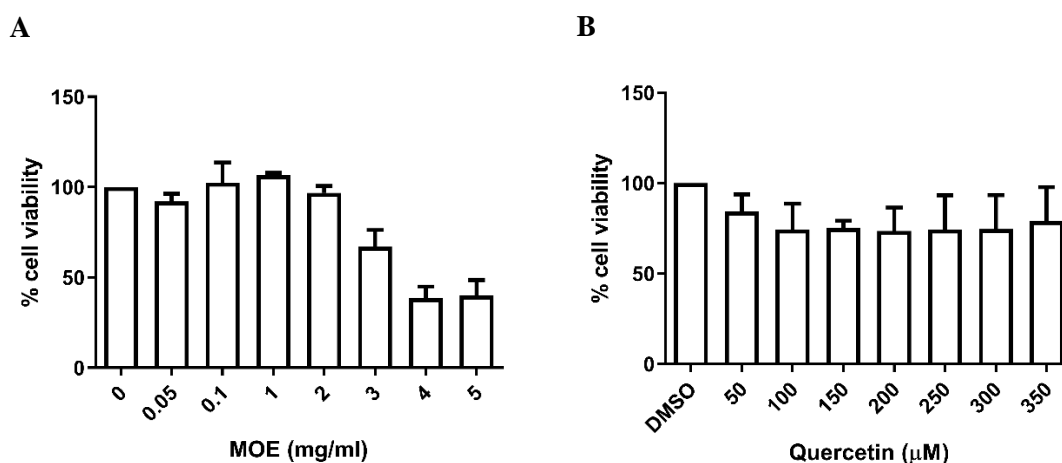 A
% cell viability
150
100
50
0
0 0.05 0.1 1 2 3 4 5
MOE (mg/ml)
B
% cell viability
150
100
50
0
DMSO 50 100 150 200 250 300 350
Quercetin (μM)